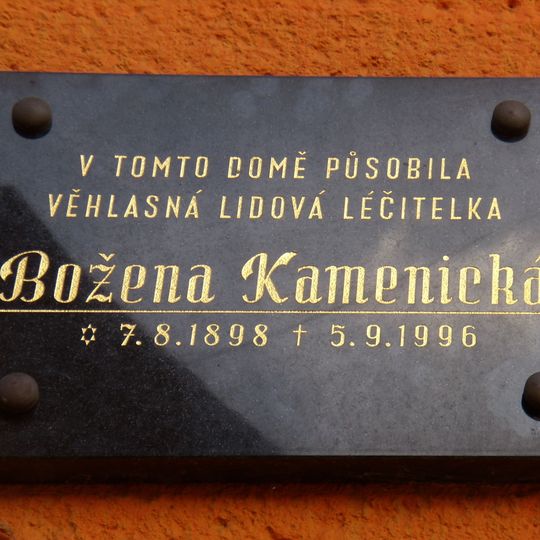 V TOMTO DOMĚ PŮSOBILA
VĚHLASNÁ LIDOVÁ LÉČITELKA
Božena Kamenická
✡ 7.8.1898 † 5.9.1996